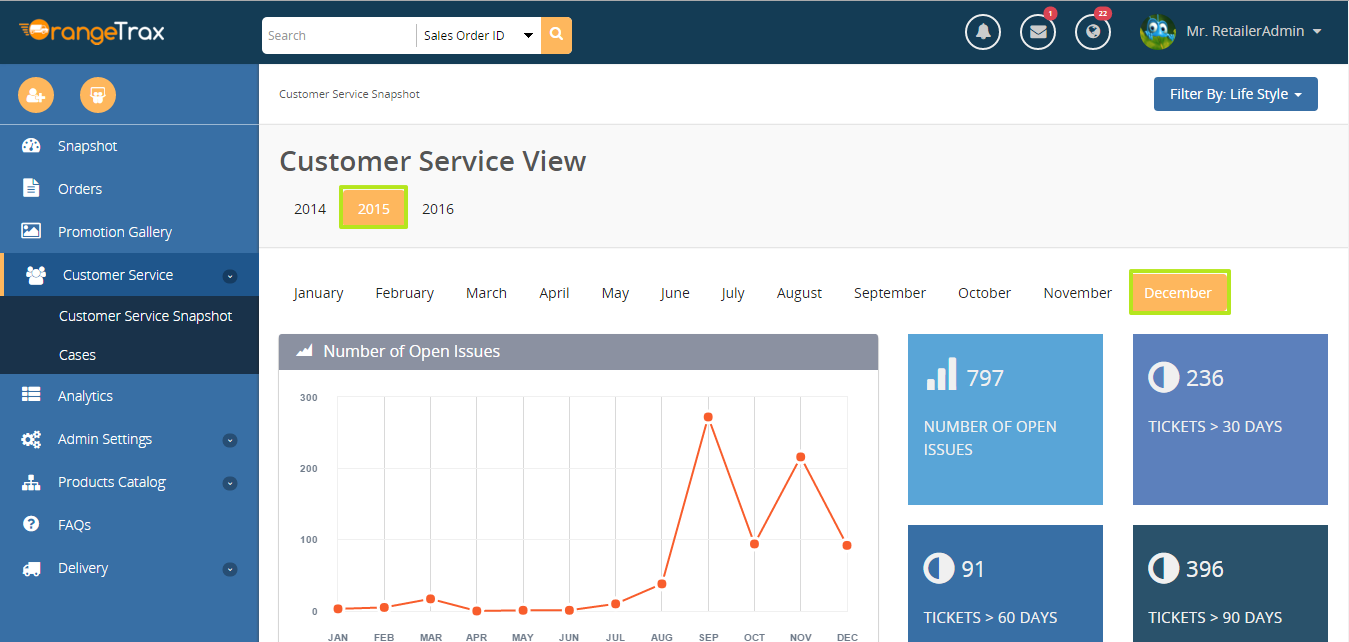 OrangeTrax
Search
Sales Order ID
1
22
Mr. RetailerAdmin
Customer Service Snapshot
Filter By: Life Style
Snapshot
Orders
Promotion Gallery
Customer Service
Customer Service Snapshot
Cases
Analytics
Admin Settings
Products Catalog
FAQs
Delivery
Customer Service View
2014 2015 2016
January February March April May June July August September October November December
Number of Open Issues
300
200
100
0
JAN FEB MAR APR MAY JUN JUL AUG SEP OCT NOV DEC
797
NUMBER OF OPEN
ISSUES
236
TICKETS > 30 DAYS
91
TICKETS > 60 DAYS
396
TICKETS > 90 DAYS